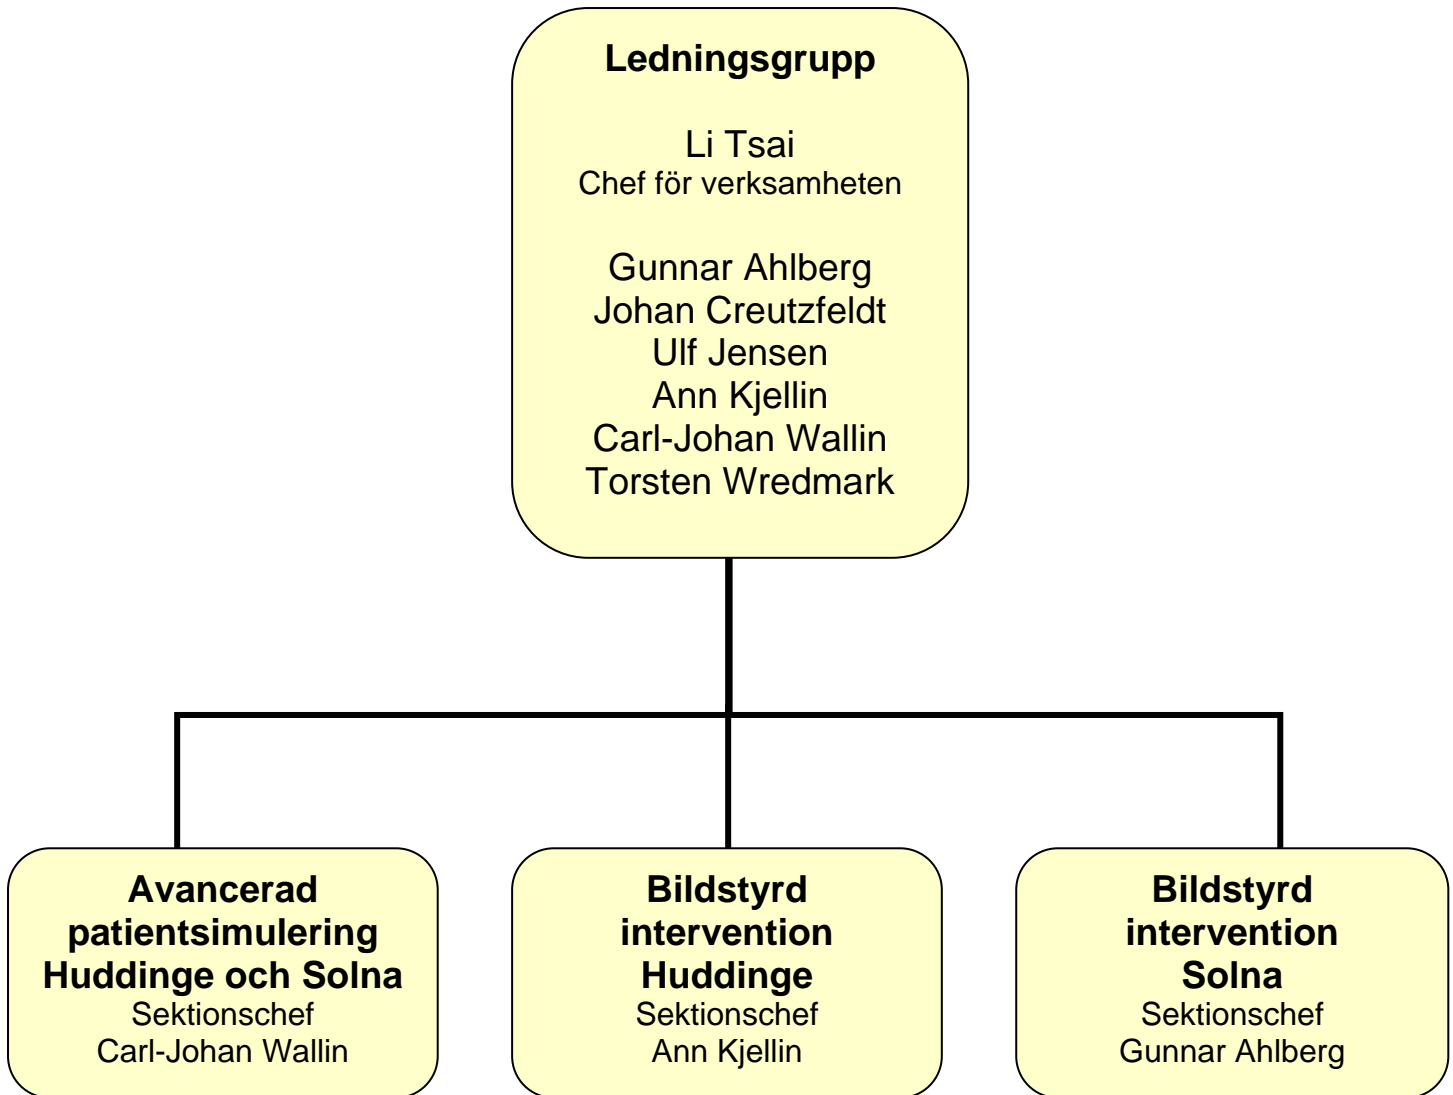 Ledningsgrupp
Li Tsai
Chef för verksamheten
Gunnar Ahlberg
Johan Creutzfeldt
Ulf Jensen
Ann Kjellin
Carl-Johan Wallin
Torsten Wredmark
Avancerad
patientsimulering
Huddinge och Solna
Sektionschef
Carl-Johan Wallin
Bildstyrd
intervention
Huddinge
Sektionschef
Ann Kjellin
Bildstyrd
intervention
Solna
Sektionschef
Gunnar Ahlberg